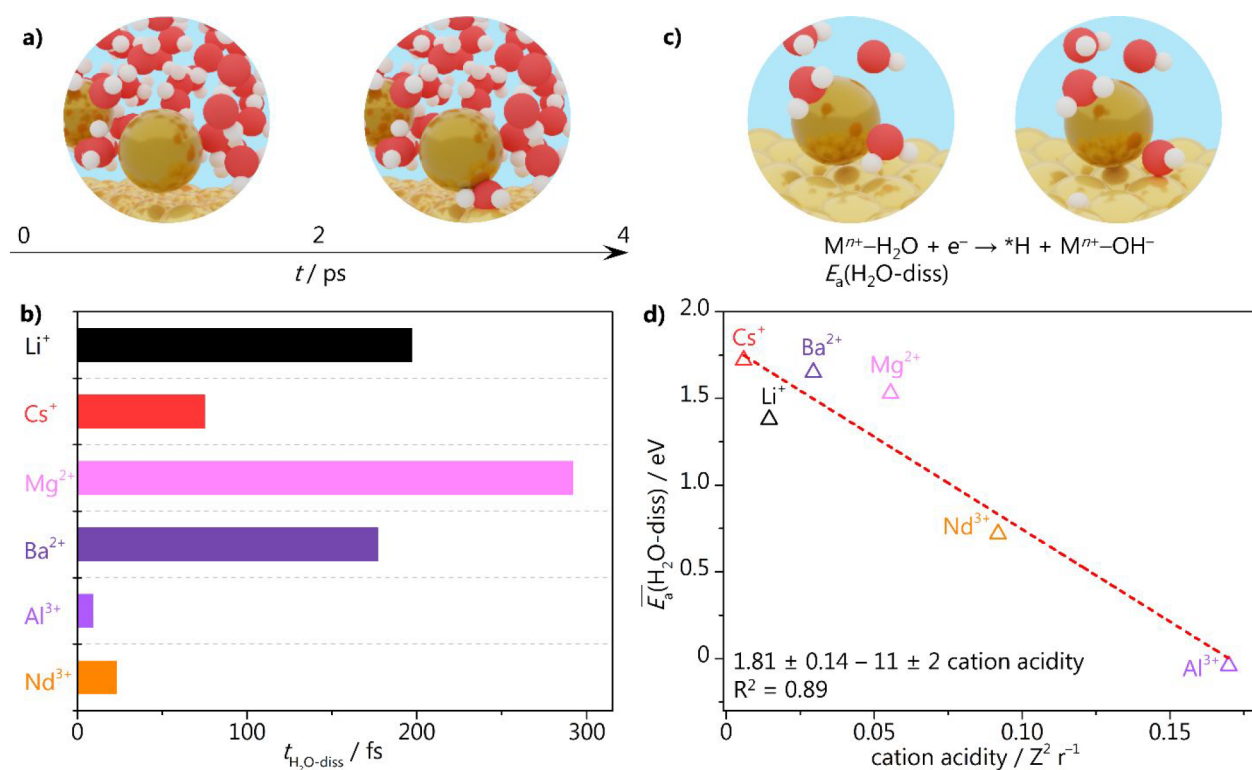 a)
0
2
4
t / ps
c)
Mⁿ⁺–H₂O + e⁻ → *H + Mⁿ⁺–OH⁻
Eₐ(H₂O-diss)
b)
Li⁺
Cs⁺
Mg²⁺
Ba²⁺
Al³⁺
Nd³⁺
0
100
200
300
t_H₂O-diss / fs
d)
E̅ₐ(H₂O-diss) / eV
2.0
1.5
1.0
0.5
0
Cs⁺
Ba²⁺
Mg²⁺
Li⁺
Nd³⁺
Al³⁺
1.81 ± 0.14 – 11 ± 2 cation acidity
R² = 0.89
0.05
0.10
0.15
cation acidity / Z² r⁻¹